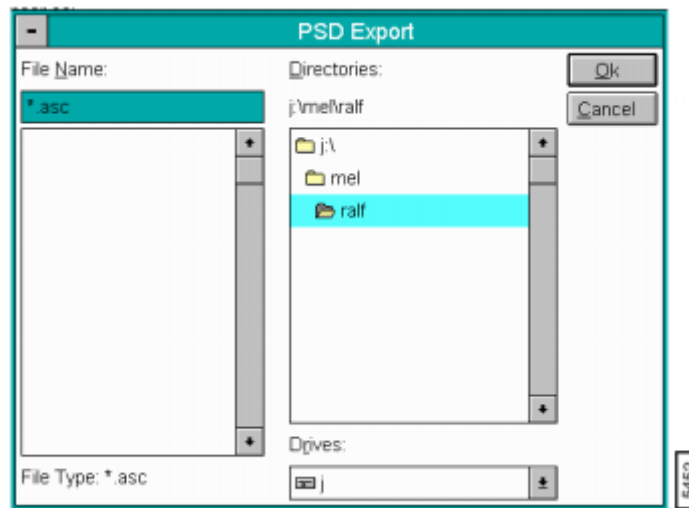 PSD Export
File Name:
*.asc
File Type: *.asc
Directories:
j:\mel\ralf
j:\
mel
ralf
Drives:
j
Ok
Cancel